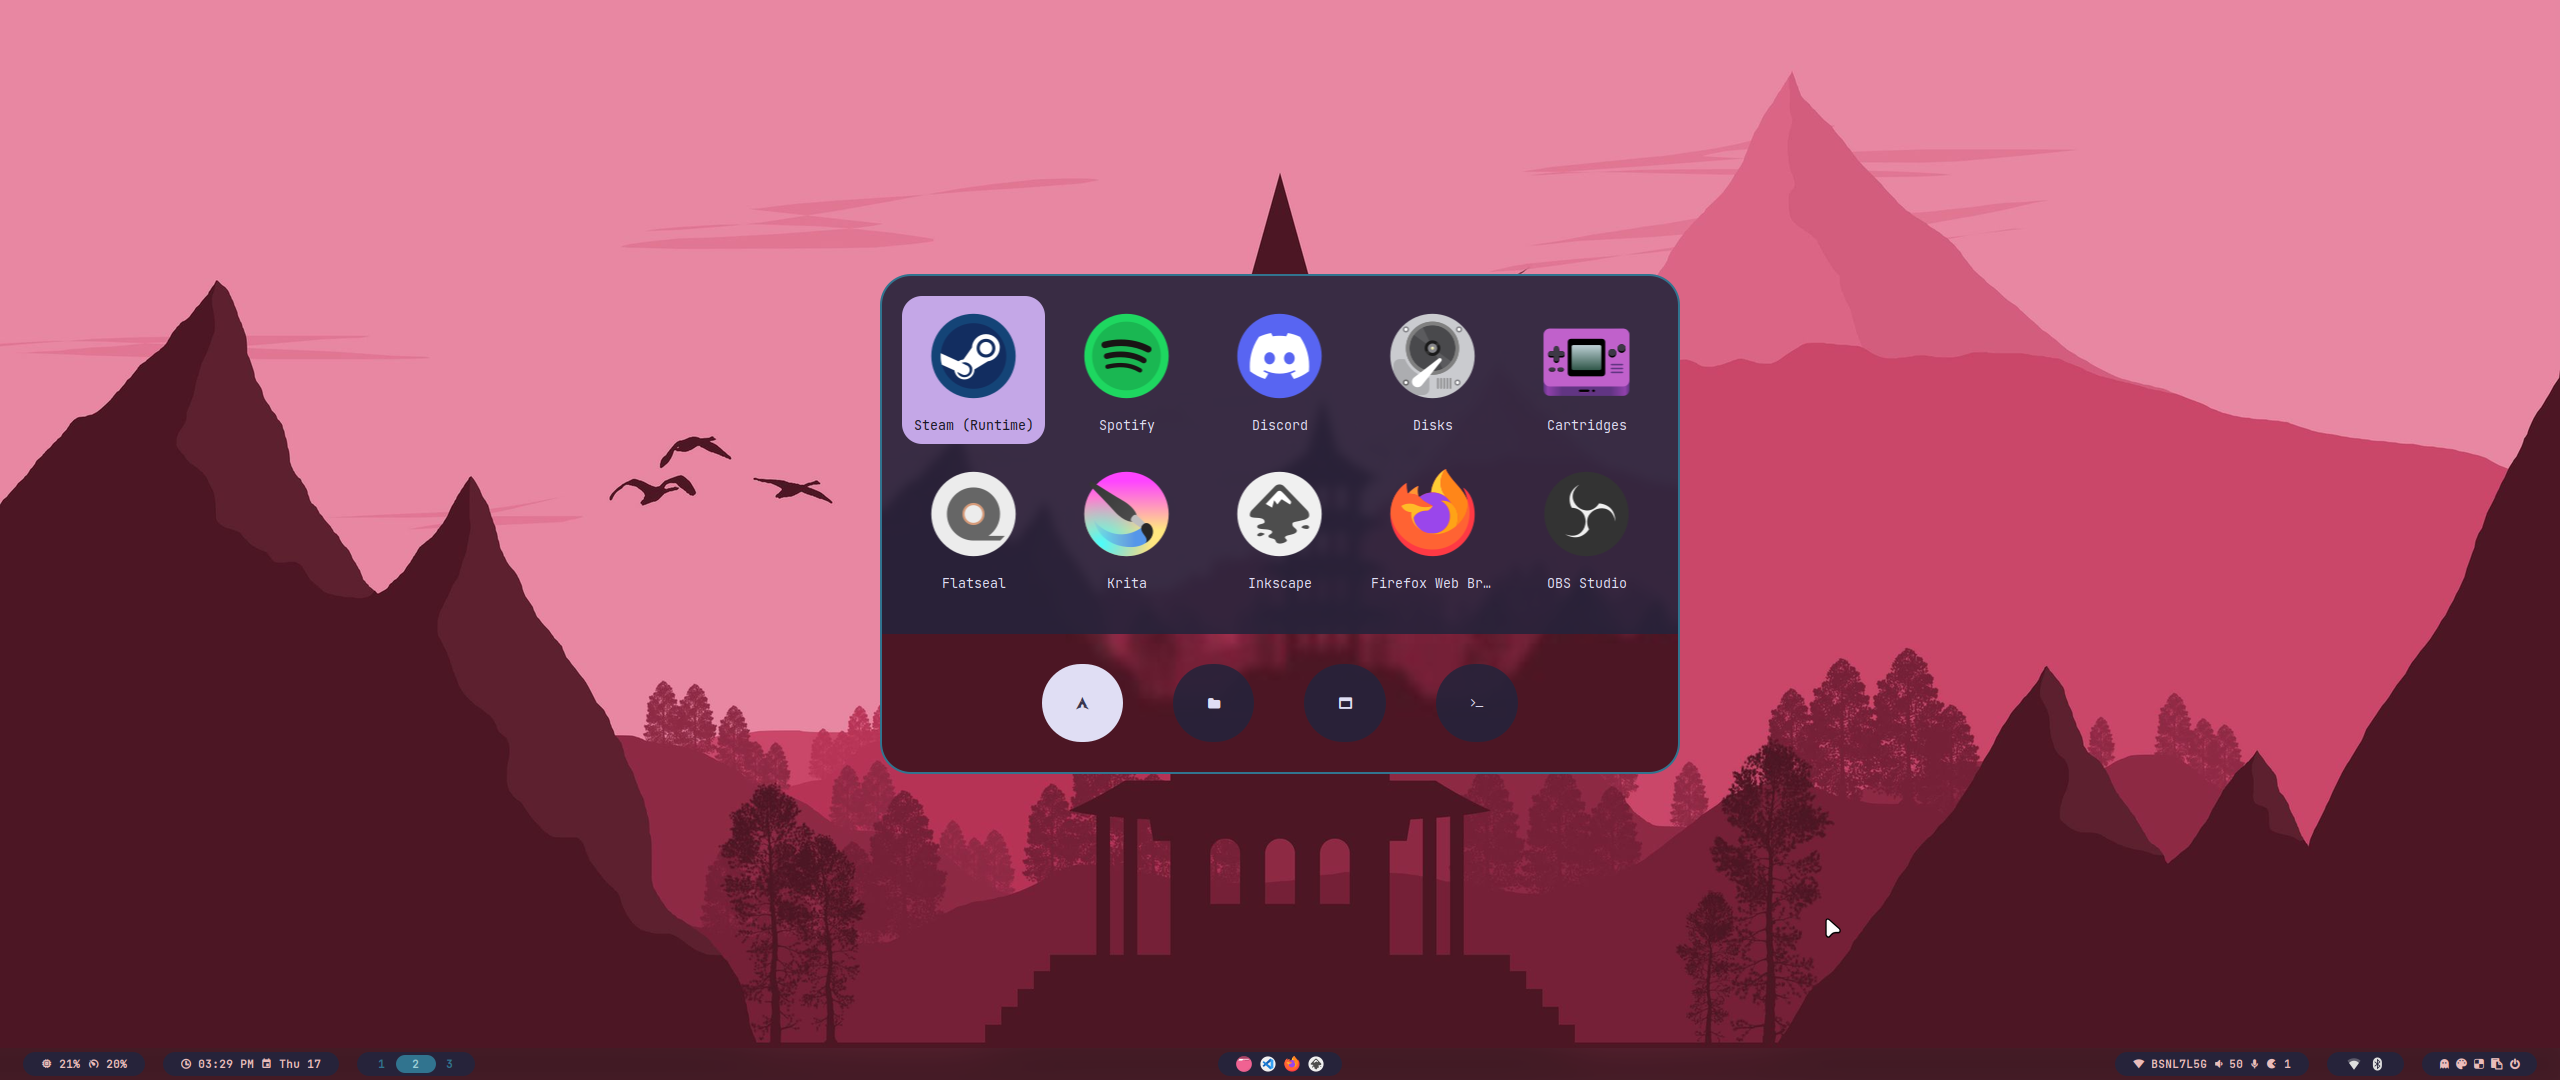 Steam (Runtime) Spotify Discord Disks Cartridges
Flatseal Krita Inkscape Firefox Web Br… OBS Studio
21% 20% 03:29 PM Thu 17 1 2 3 BSNL7L5G 50 1